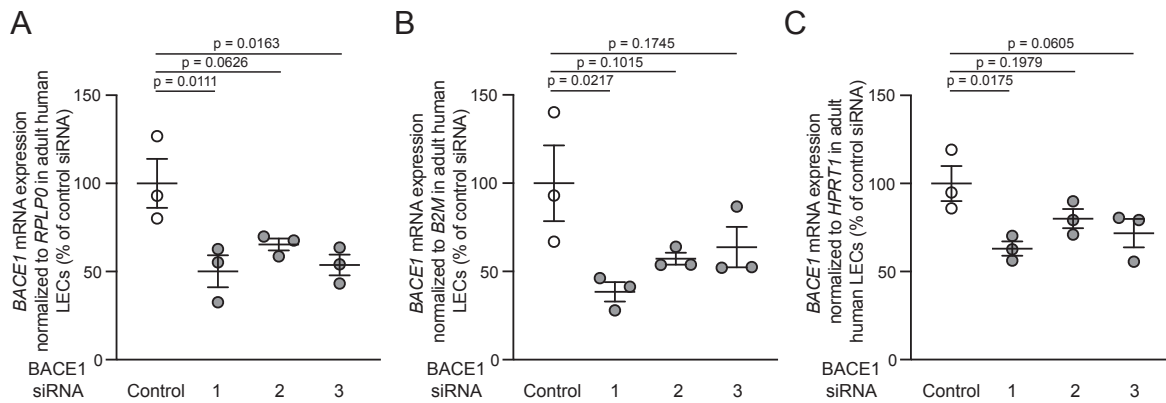 A
p = 0.0163
p = 0.0626
p = 0.0111
BACE1 mRNA expression
normalized to RPLP0 in adult human
LECs (% of control siRNA)
150
100
50
0
BACE1
siRNA Control 1 2 3
B
p = 0.1745
p = 0.1015
p = 0.0217
BACE1 mRNA expression
normalized to B2M in adult human
LECs (% of control siRNA)
150
100
50
0
BACE1
siRNA Control 1 2 3
C
p = 0.0605
p = 0.1979
p = 0.0175
BACE1 mRNA expression
normalized to HPRT1 in adult
human LECs (% of control siRNA)
150
100
50
0
BACE1
siRNA Control 1 2 3